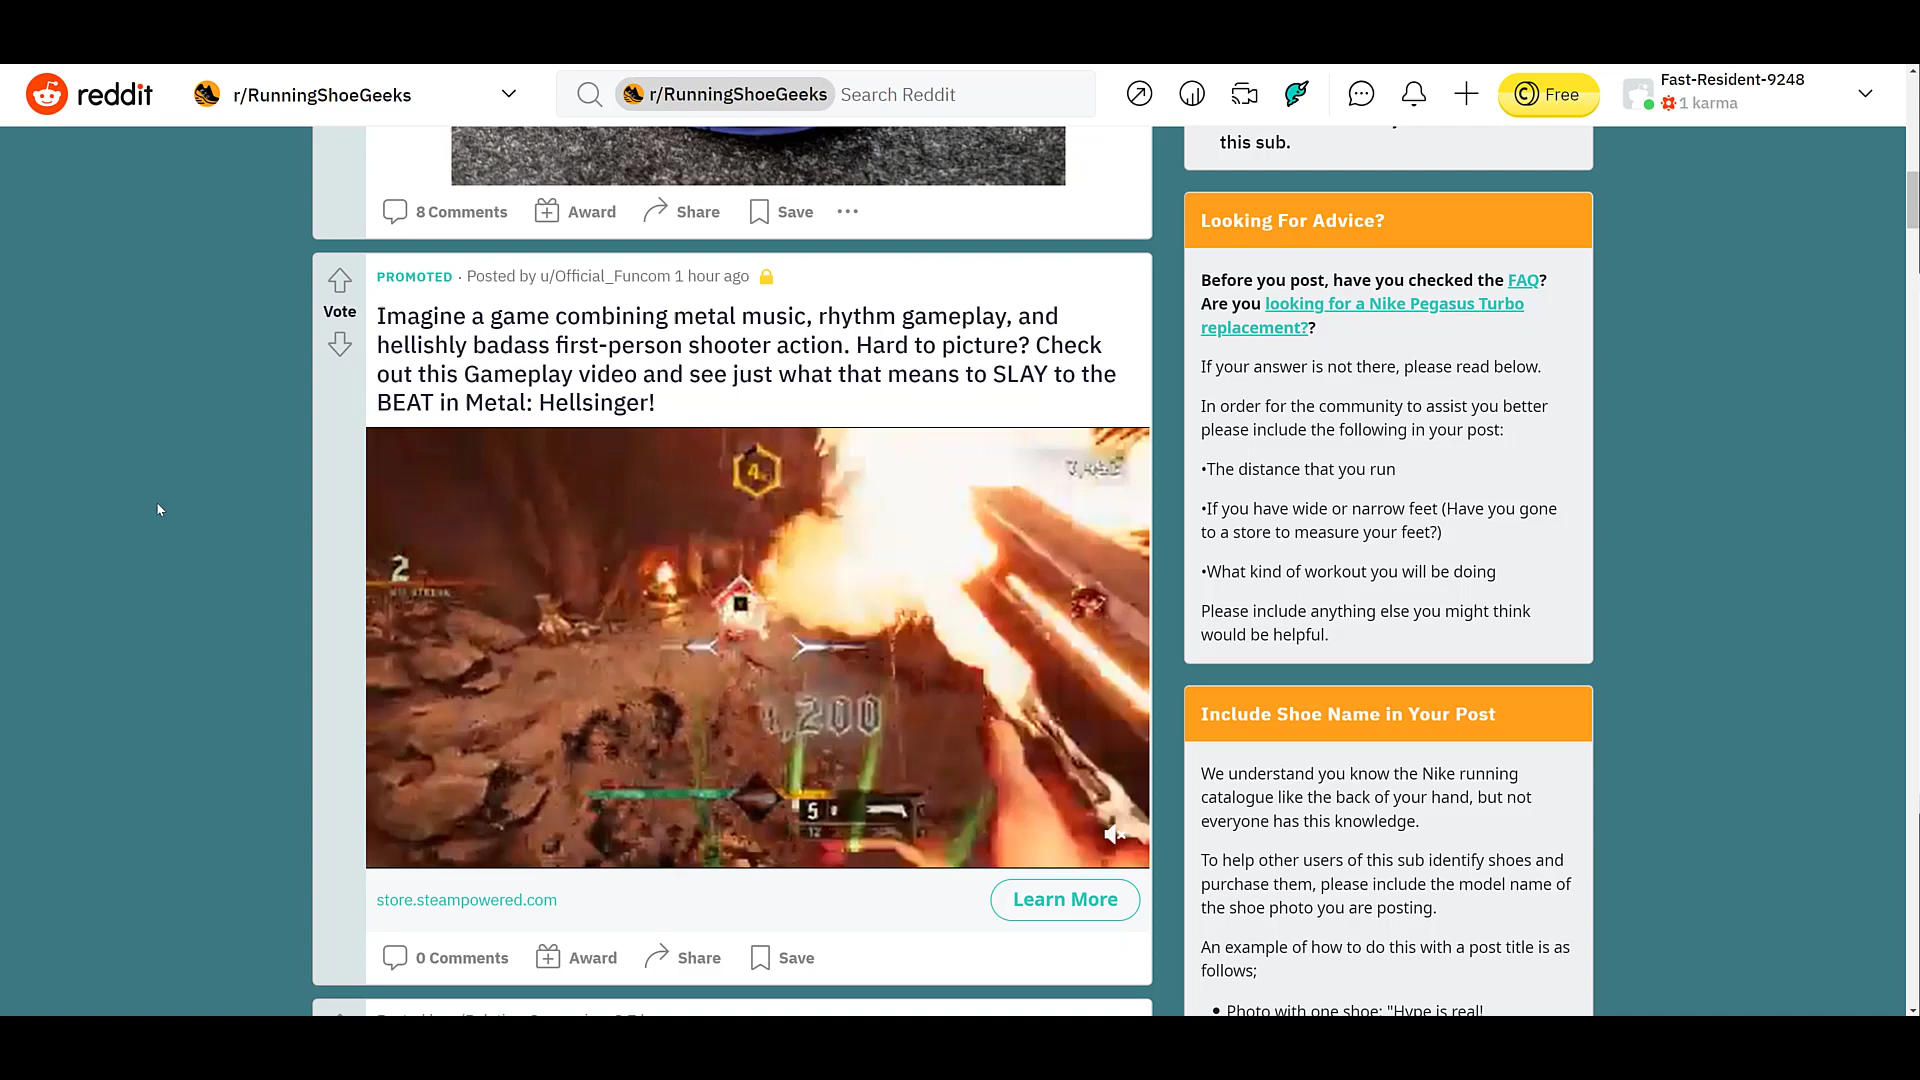 reddit
r/RunningShoeGeeks
r/RunningShoeGeeks
Search Reddit
Free
Fast-Resident-9248
1 karma
8 Comments
Award
Share
Save
PROMOTED · Posted by u/Official_Funcom 1 hour ago
Vote
Imagine a game combining metal music, rhythm gameplay, and
hellishly badass first-person shooter action. Hard to picture? Check
out this Gameplay video and see just what that means to SLAY to the
BEAT in Metal: Hellsinger!
4
2
200
5
12
store.steampowered.com
Learn More
0 Comments
Award
Share
Save
this sub.
Looking For Advice?
Before you post, have you checked the FAQ?
Are you looking for a Nike Pegasus Turbo
replacement??
If your answer is not there, please read below.
In order for the community to assist you better
please include the following in your post:
•The distance that you run
•If you have wide or narrow feet (Have you gone
to a store to measure your feet?)
•What kind of workout you will be doing
Please include anything else you might think
would be helpful.
Include Shoe Name in Your Post
We understand you know the Nike running
catalogue like the back of your hand, but not
everyone has this knowledge.
To help other users of this sub identify shoes and
purchase them, please include the model name of
the shoe photo you are posting.
An example of how to do this with a post title is as
follows;
• Photo with one shoe: "Hype is real!